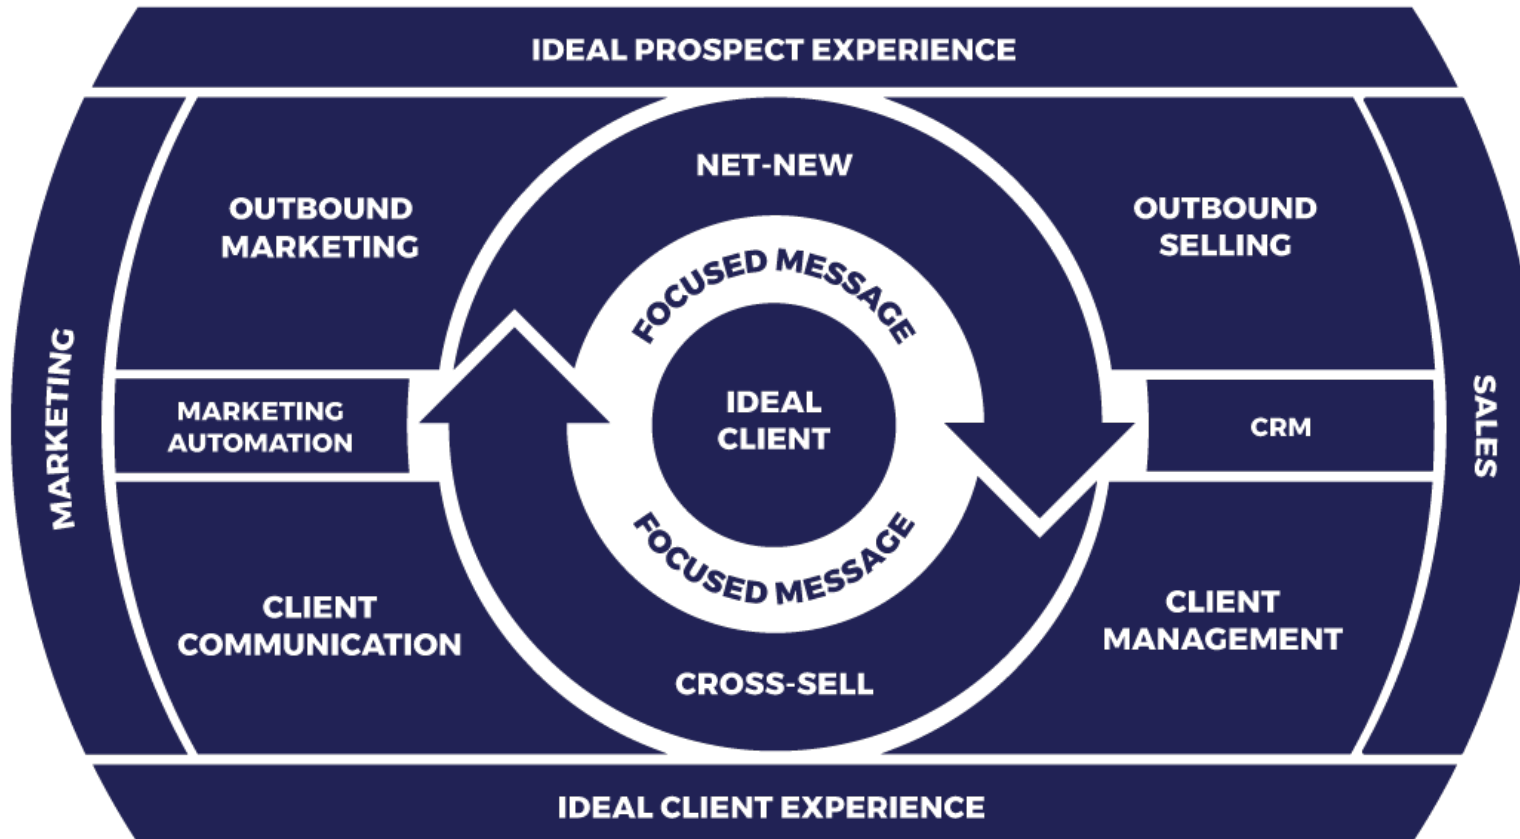 IDEAL PROSPECT EXPERIENCE
NET-NEW
OUTBOUND
MARKETING
OUTBOUND
SELLING
FOCUSED MESSAGE
MARKETING
MARKETING
AUTOMATION
IDEAL
CLIENT
CRM
SALES
FOCUSED MESSAGE
CLIENT
COMMUNICATION
CLIENT
MANAGEMENT
CROSS-SELL
IDEAL CLIENT EXPERIENCE